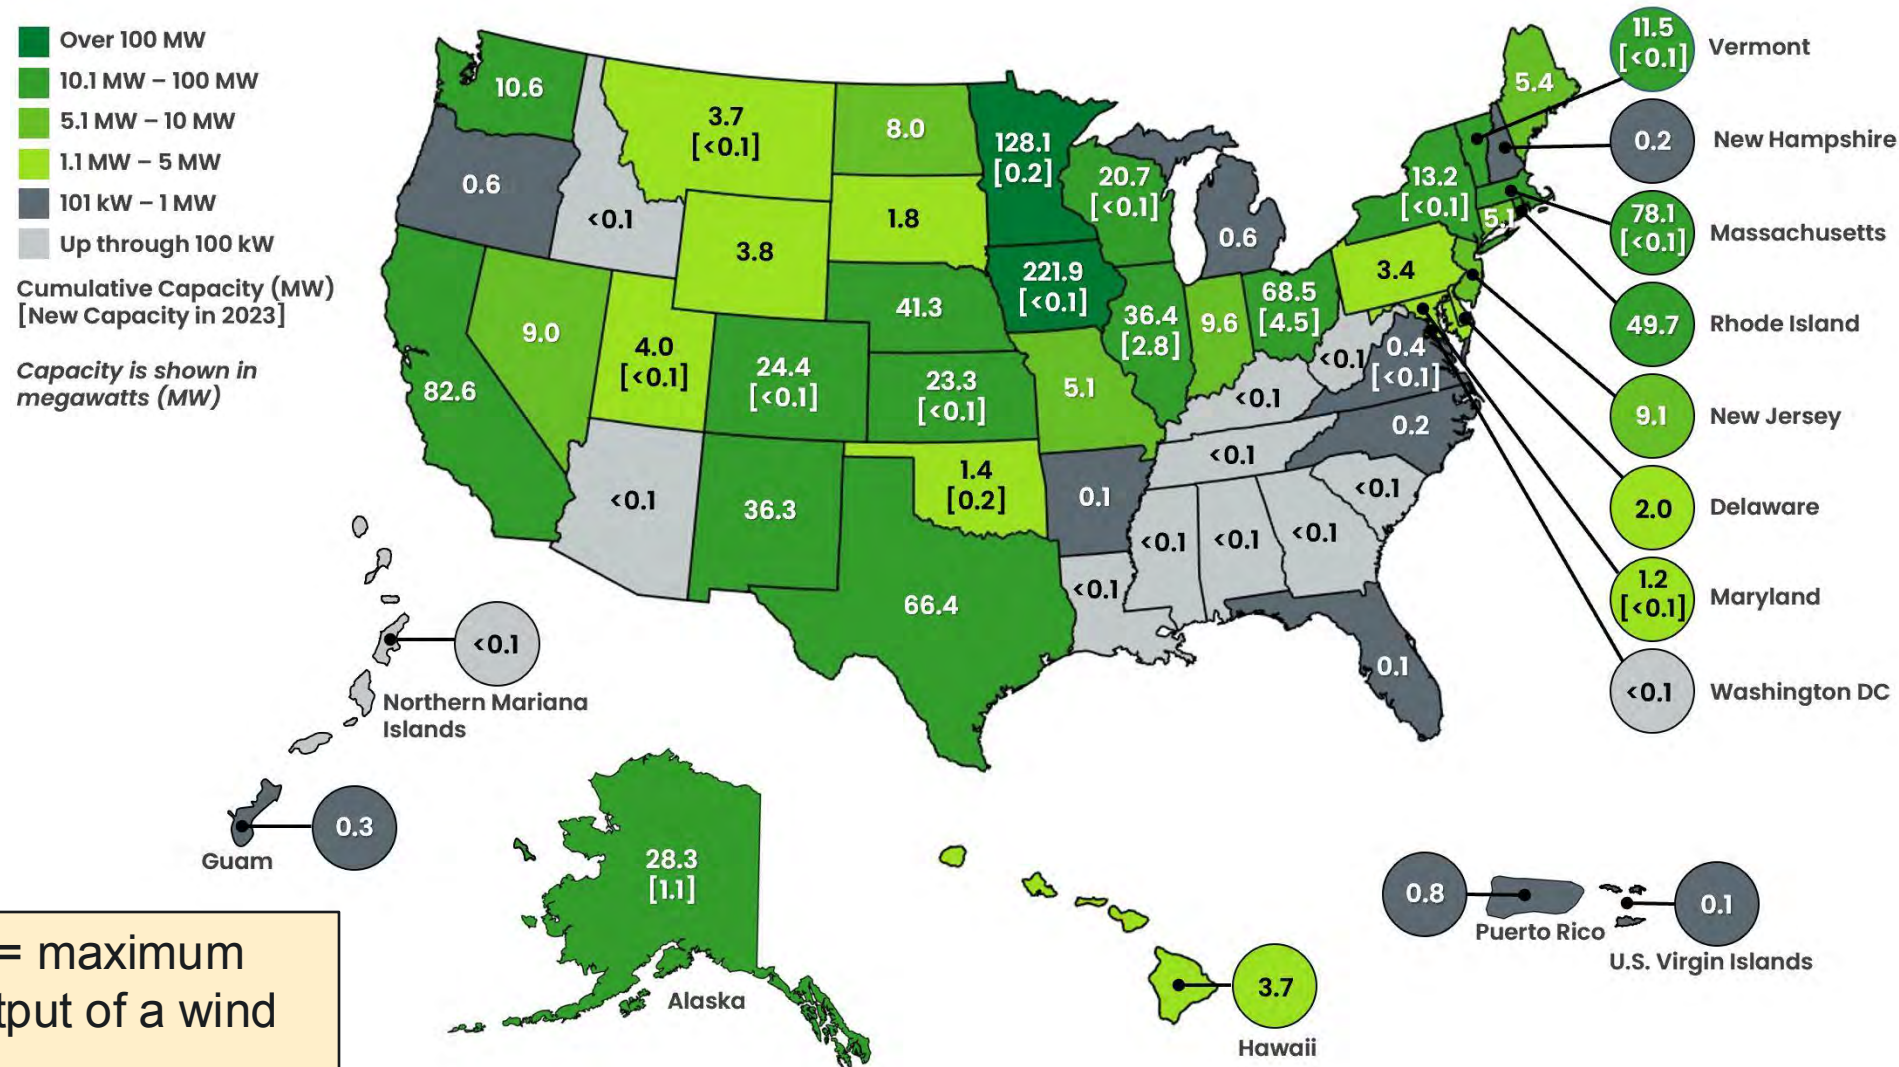 Over 100 MW
10.1 MW – 100 MW
5.1 MW – 10 MW
1.1 MW – 5 MW
101 kW – 1 MW
Up through 100 kW
Cumulative Capacity (MW)
[New Capacity in 2023]
Capacity is shown in
megawatts (MW)
10.6
0.6
<0.1
3.7
[<0.1]
3.8
8.0
1.8
128.1
[0.2]
20.7
[<0.1]
0.6
221.9
[<0.1]
41.3
9.0
4.0
[<0.1]
82.6
24.4
[<0.1]
23.3
[<0.1]
36.4
[2.8]
9.6
68.5
[4.5]
5.1
<0.1
36.3
1.4
[0.2]
0.1
66.4
<0.1
<0.1
<0.1
<0.1
<0.1
<0.1
<0.1
<0.1
0.4
[<0.1]
0.2
0.1
3.4
13.2
[<0.1]
5.1
5.4
11.5
[<0.1]
Vermont
0.2
New Hampshire
78.1
[<0.1]
Massachusetts
49.7
Rhode Island
9.1
New Jersey
2.0
Delaware
1.2
[<0.1]
Maryland
<0.1
Washington DC
<0.1
Northern Mariana
Islands
0.3
Guam
28.3
[1.1]
Alaska
3.7
Hawaii
0.8
Puerto Rico
0.1
U.S. Virgin Islands
= maximum
tput of a wind